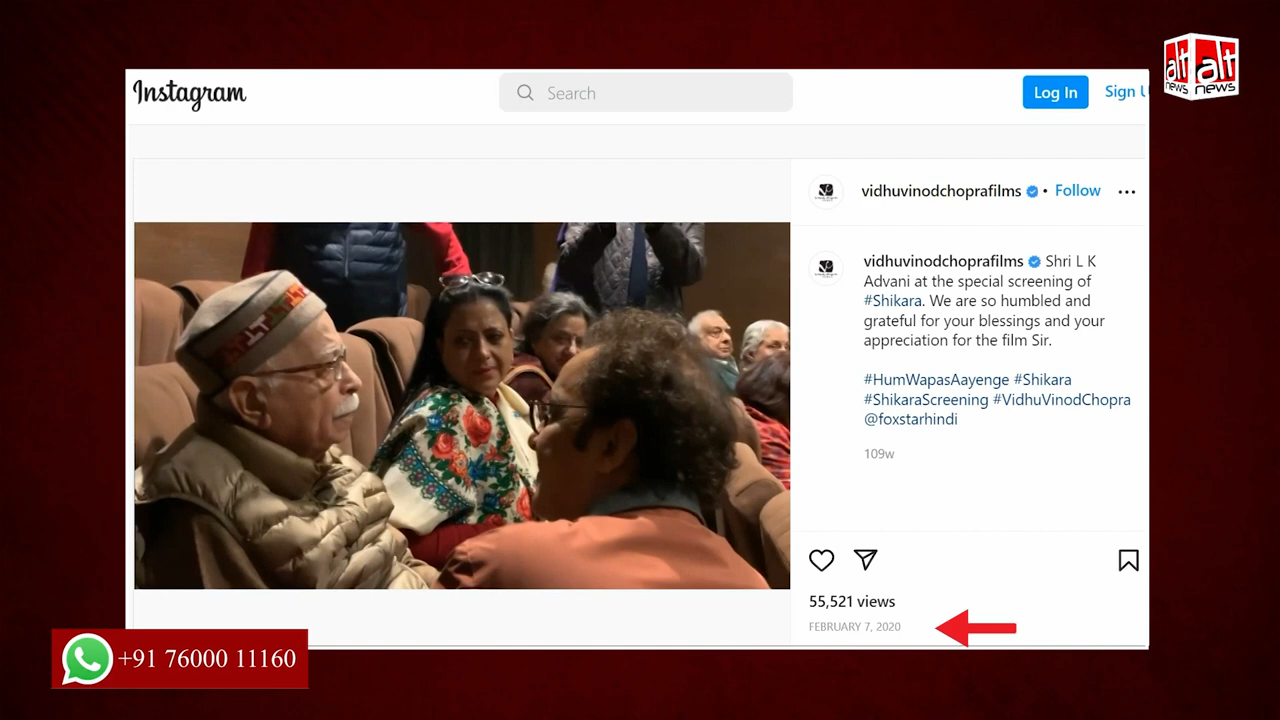 alt
news
alt
news
Instagram
Search
Log In
Sign U
vidhuvinodchoprafilms • Follow
vidhuvinodchoprafilms Shri L K
Advani at the special screening of
#Shikara. We are so humbled and
grateful for your blessings and your
appreciation for the film Sir.
#HumWapasAayenge #Shikara
#ShikaraScreening #VidhuVinodChopra
@foxstarhindi
109w
55,521 views
FEBRUARY 7, 2020
+91 76000 11160